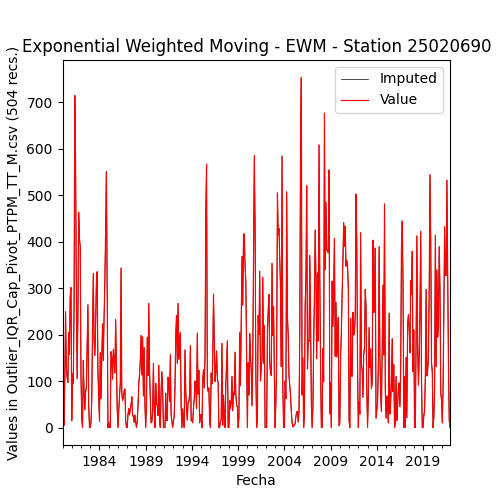 Exponential Weighted Moving - EWM - Station 25020690
Imputed
Value
Values in Outlier_IQR_Cap_Pivot_PTPM_TT_M.csv (504 recs.)
700
600
500
400
300
200
100
0
1984 1989 1994 1999 2004 2009 2014 2019
Fecha